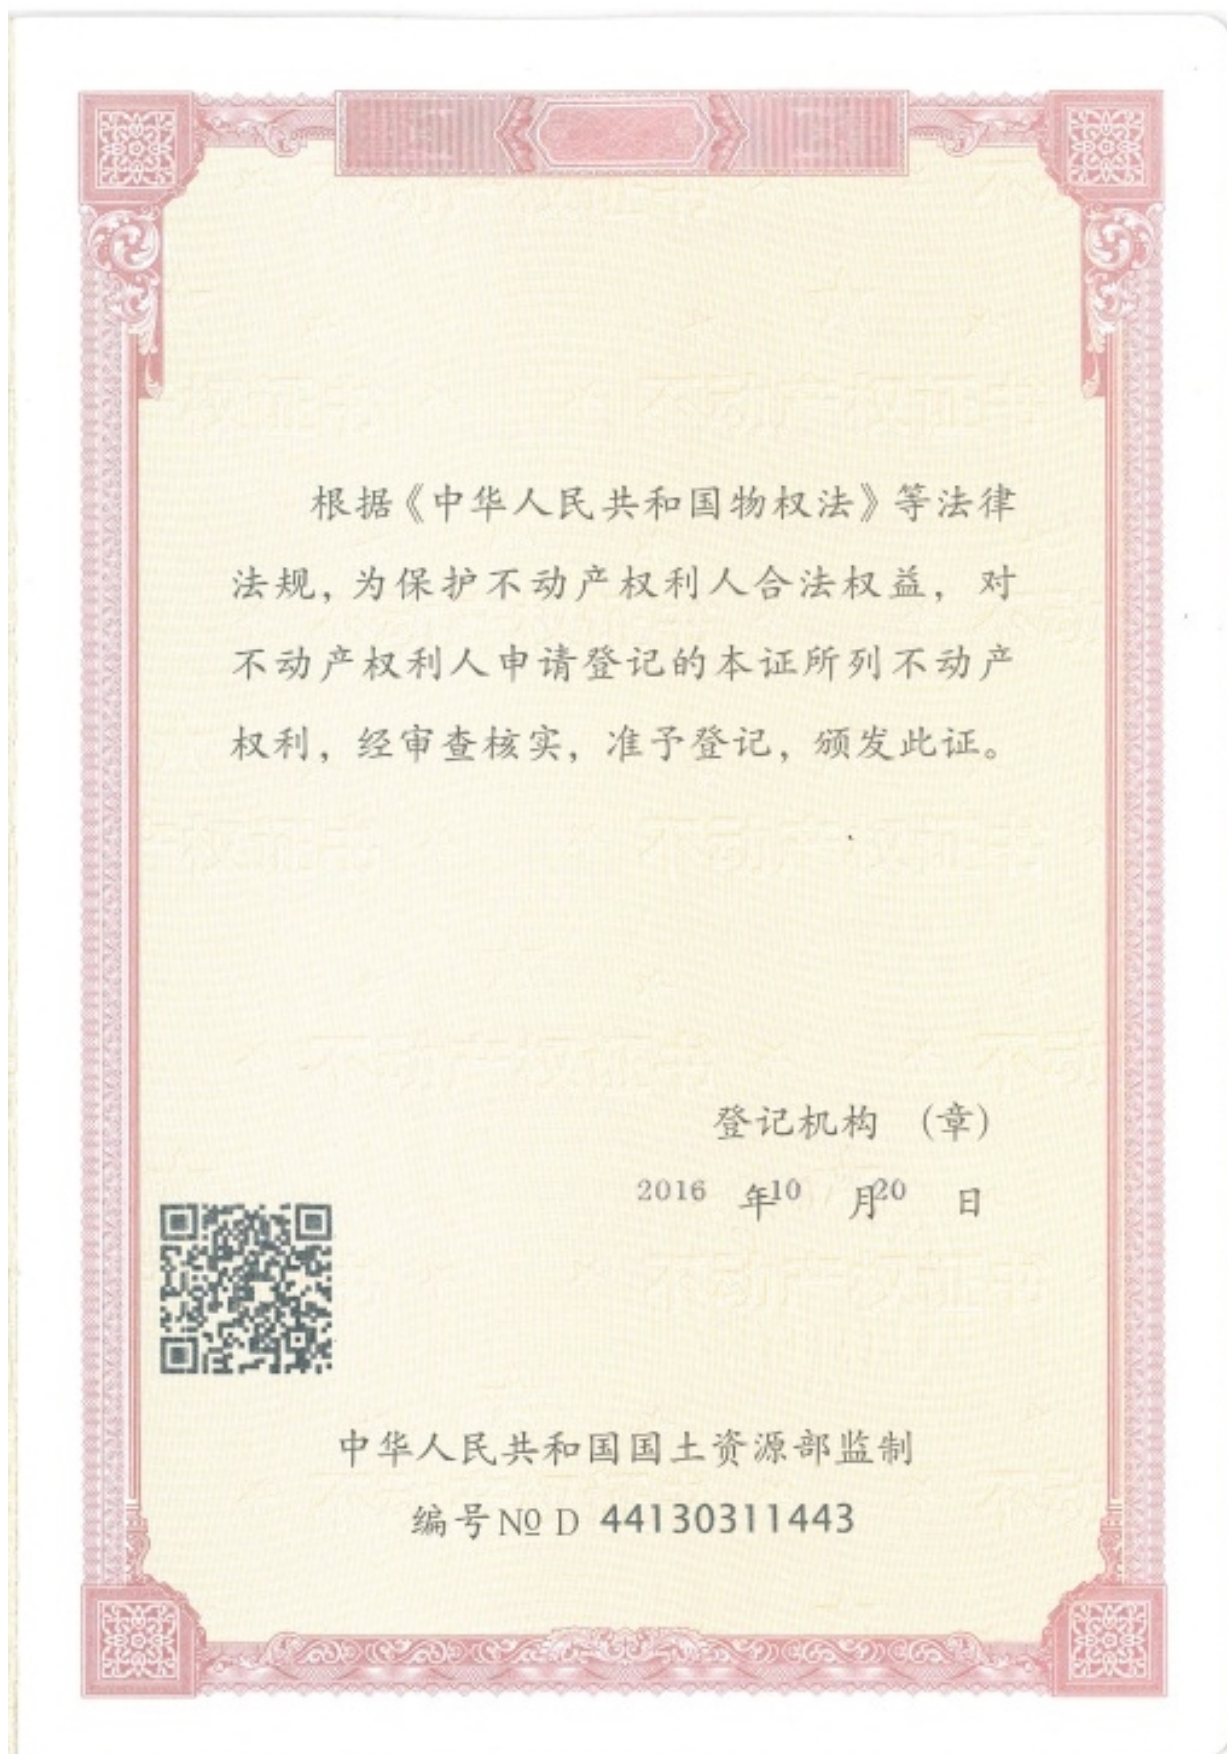 根据《中华人民共和国物权法》等法律
法规，为保护不动产权利人合法权益，对
不动产权利人申请登记的本证所列不动产
权利，经审查核实，准予登记，颁发此证。
登记机构 （章）
2016 年10 月20 日
中华人民共和国国土资源部监制
编号 № D 44130311443